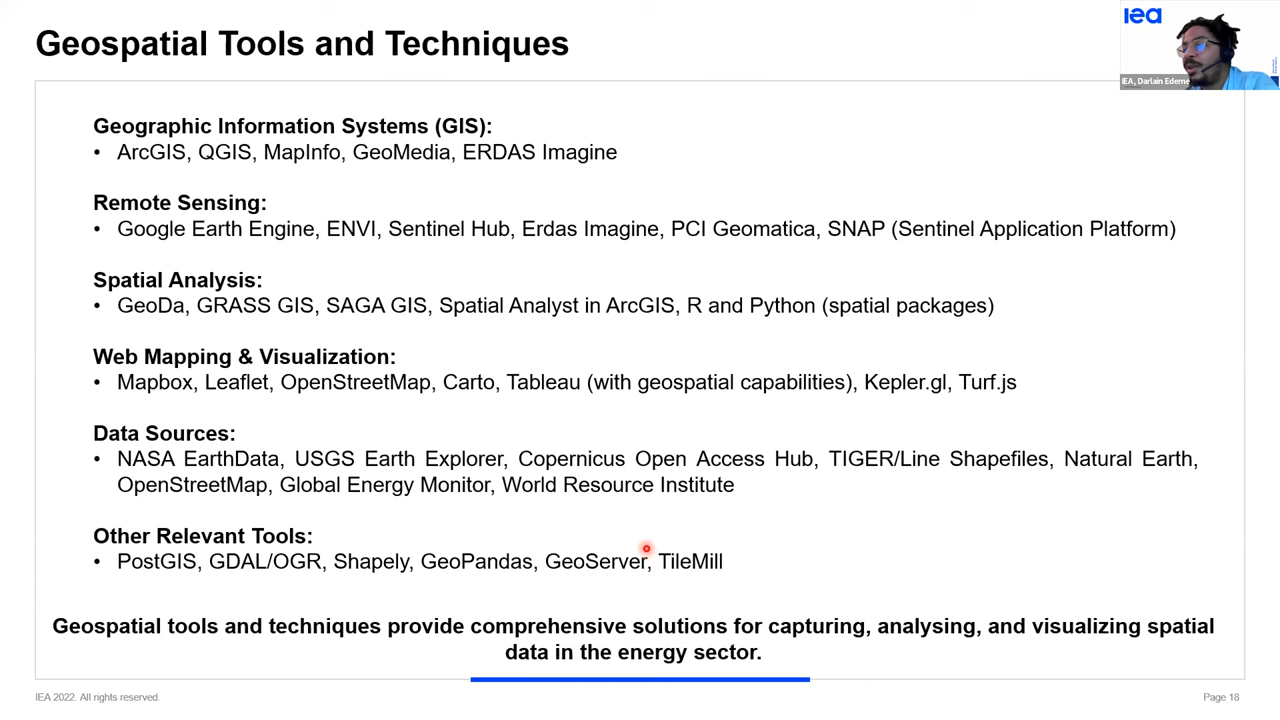 Geospatial Tools and Techniques
iea
IEA, Darlain Edeme
Geographic Information Systems (GIS):
• ArcGIS, QGIS, MapInfo, GeoMedia, ERDAS Imagine
Remote Sensing:
• Google Earth Engine, ENVI, Sentinel Hub, Erdas Imagine, PCI Geomatica, SNAP (Sentinel Application Platform)
Spatial Analysis:
• GeoDa, GRASS GIS, SAGA GIS, Spatial Analyst in ArcGIS, R and Python (spatial packages)
Web Mapping & Visualization:
• Mapbox, Leaflet, OpenStreetMap, Carto, Tableau (with geospatial capabilities), Kepler.gl, Turf.js
Data Sources:
• NASA EarthData, USGS Earth Explorer, Copernicus Open Access Hub, TIGER/Line Shapefiles, Natural Earth,
OpenStreetMap, Global Energy Monitor, World Resource Institute
Other Relevant Tools:
• PostGIS, GDAL/OGR, Shapely, GeoPandas, GeoServer, TileMill
Geospatial tools and techniques provide comprehensive solutions for capturing, analysing, and visualizing spatial
data in the energy sector.
IEA 2022. All rights reserved.
Page 18